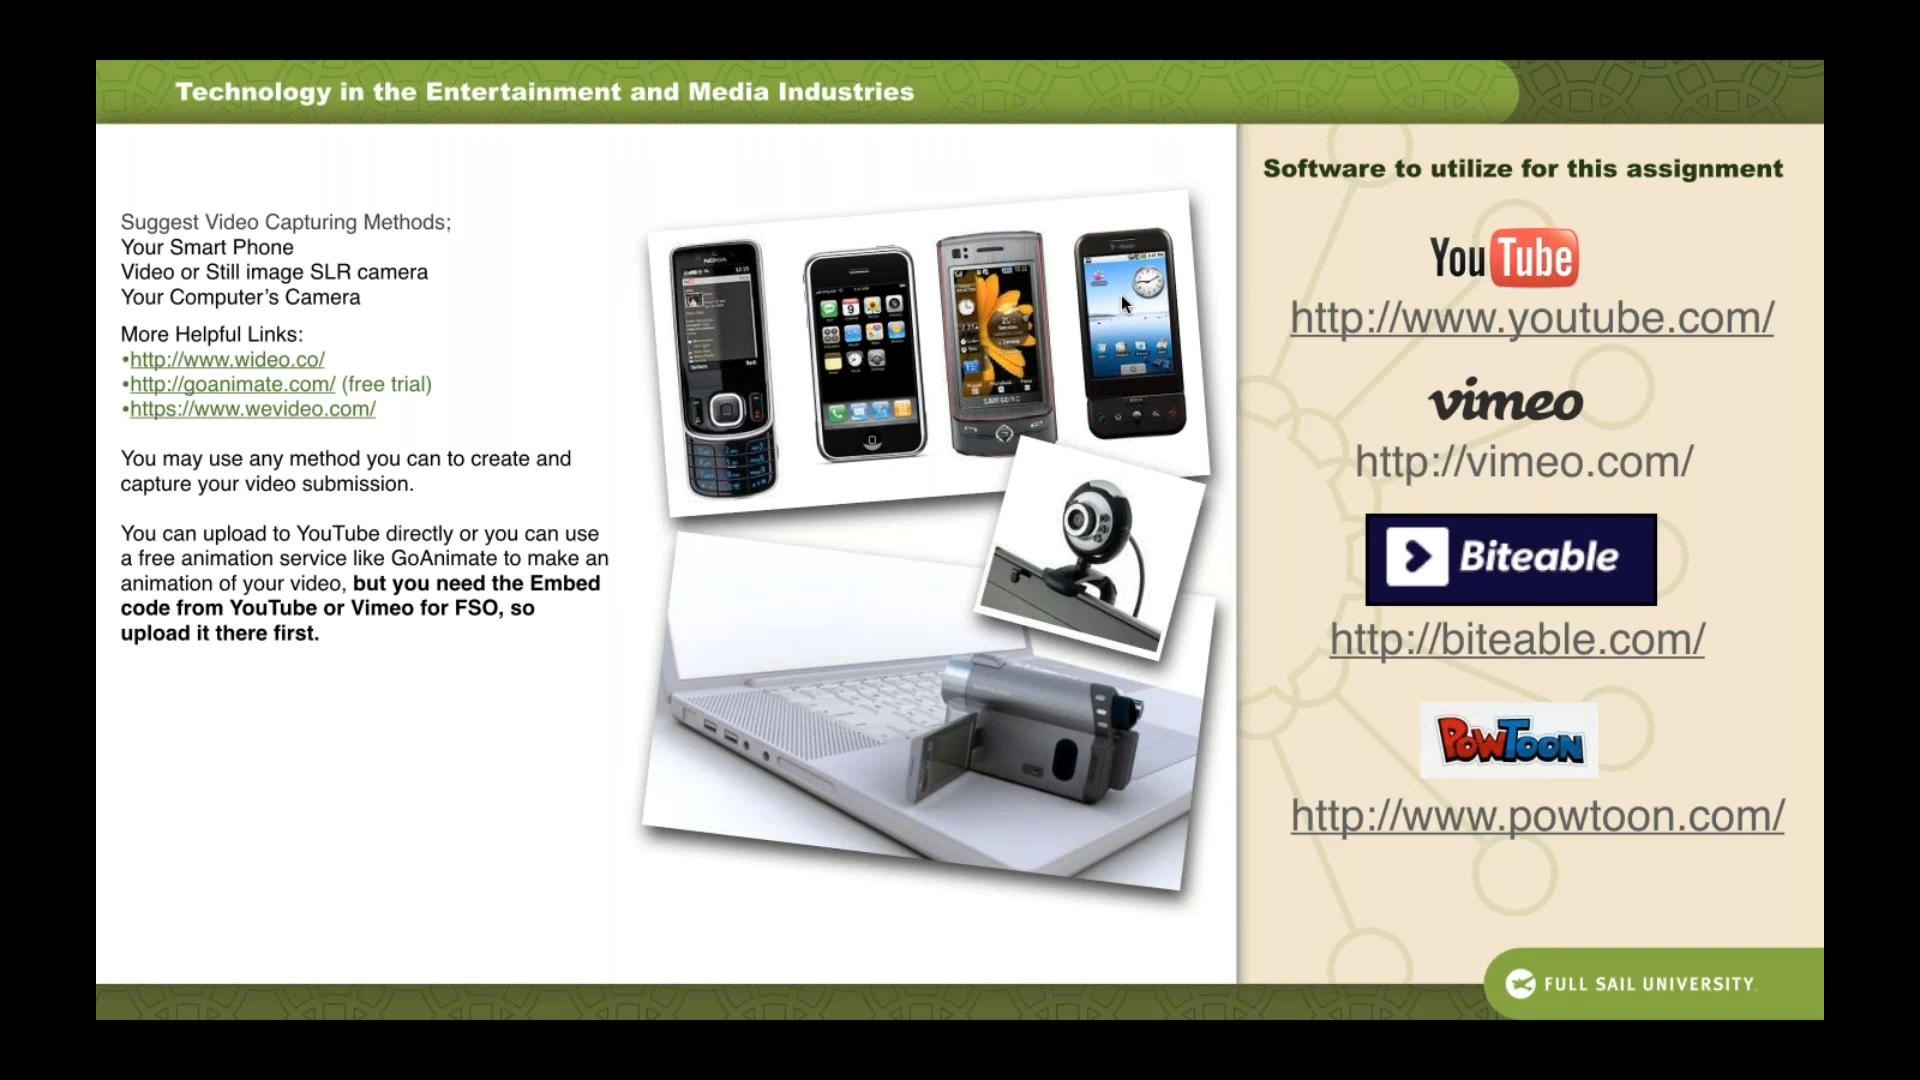 Technology in the Entertainment and Media Industries
Suggest Video Capturing Methods;
Your Smart Phone
Video or Still image SLR camera
Your Computer's Camera
More Helpful Links:
•http://www.wideo.co/
•http://goanimate.com/ (free trial)
•https://www.wevideo.com/
You may use any method you can to create and
capture your video submission.
You can upload to YouTube directly or you can use
a free animation service like GoAnimate to make an
animation of your video, but you need the Embed
code from YouTube or Vimeo for FSO, so
upload it there first.
NOKIA
SAMSUNG
Software to utilize for this assignment
YouTube
http://www.youtube.com/
vimeo
http://vimeo.com/
Biteable
http://biteable.com/
PowToon
http://www.powtoon.com/
FULL SAIL UNIVERSITY